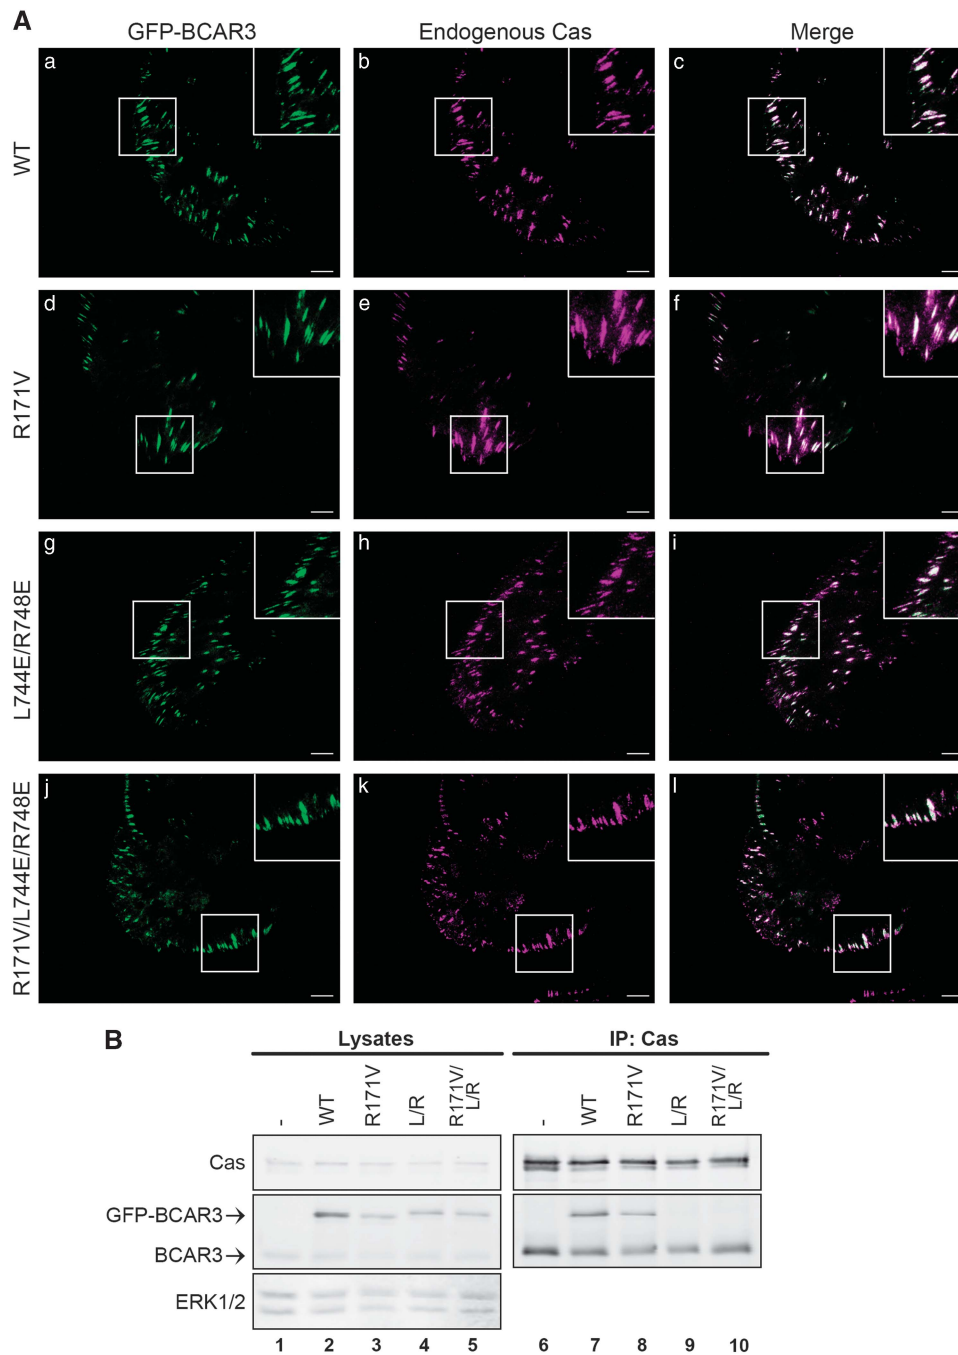 A
GFP-BCAR3
Endogenous Cas
Merge
WT
a
b
c
R171V
d
e
f
L744E/R748E
g
h
i
R171V/L744E/R748E
j
k
l
B
Lysates
IP: Cas
-
WT
R171V
L/R
R171V/
L/R
-
WT
R171V
L/R
R171V/
L/R
Cas
GFP-BCAR3→
BCAR3→
ERK1/2
1 2 3 4 5 6 7 8 9 10